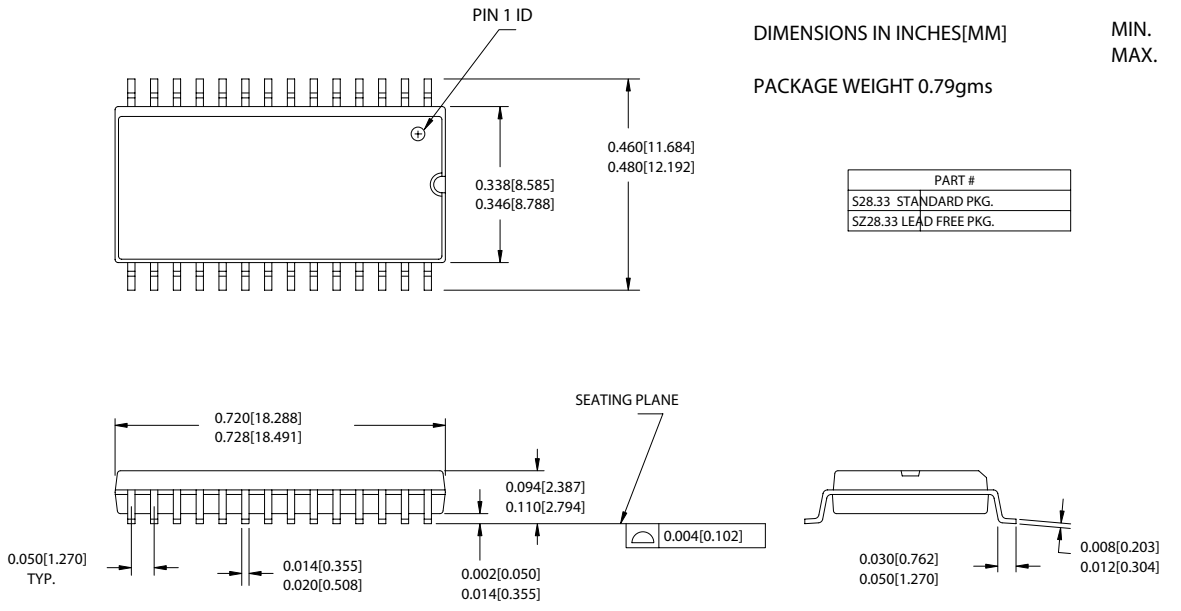 PIN 1 ID
DIMENSIONS IN INCHES[MM]
MIN.
MAX.
PACKAGE WEIGHT 0.79gms
0.460[11.684]
0.480[12.192]
0.338[8.585]
0.346[8.788]
PART #
S28.33 STANDARD PKG.
SZ28.33 LEAD FREE PKG.
SEATING PLANE
0.720[18.288]
0.728[18.491]
0.094[2.387]
0.110[2.794]
0.004[0.102]
0.050[1.270]
TYP.
0.014[0.355]
0.020[0.508]
0.002[0.050]
0.014[0.355]
0.030[0.762]
0.050[1.270]
0.008[0.203]
0.012[0.304]